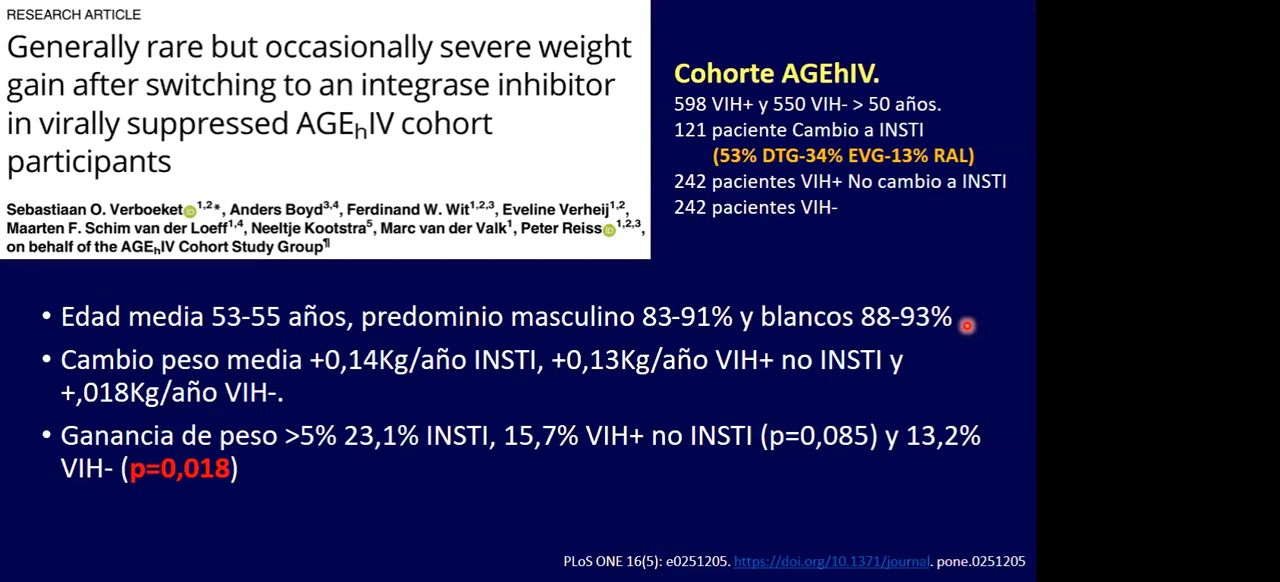 RESEARCH ARTICLE
Generally rare but occasionally severe weight
gain after switching to an integrase inhibitor
in virally suppressed AGEhIV cohort
participants
Sebastiaan O. Verboeket iD 1,2*, Anders Boyd3,4, Ferdinand W. Wit1,2,3, Eveline Verheij1,2,
Maarten F. Schim van der Loeff1,4, Neeltje Kootstra5, Marc van der Valk1, Peter Reiss iD 1,2,3,
on behalf of the AGEhIV Cohort Study Group¶
Cohorte AGEhIV.
598 VIH+ y 550 VIH- > 50 años.
121 paciente Cambio a INSTI
(53% DTG-34% EVG-13% RAL)
242 pacientes VIH+ No cambio a INSTI
242 pacientes VIH-
• Edad media 53-55 años, predominio masculino 83-91% y blancos 88-93%
• Cambio peso media +0,14Kg/año INSTI, +0,13Kg/año VIH+ no INSTI y
+,018Kg/año VIH-.
• Ganancia de peso >5% 23,1% INSTI, 15,7% VIH+ no INSTI (p=0,085) y 13,2%
VIH- (p=0,018)
PLoS ONE 16(5): e0251205. https://doi.org/10.1371/journal. pone.0251205